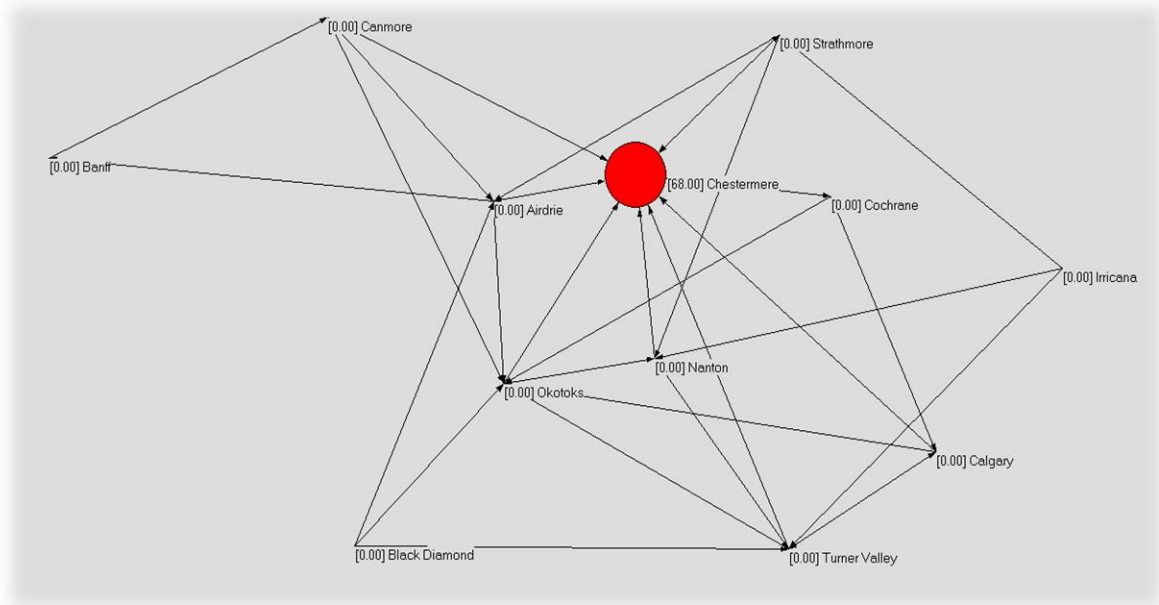 [0.00] Canmore
[0.00] Strathmore
[0.00] Banff
[68.00] Chestermere
[0.00] Airdrie
[0.00] Cochrane
[0.00] Irricana
[0.00] Nanton
[0.00] Okotoks
[0.00] Calgary
[0.00] Black Diamond
[0.00] Turner Valley